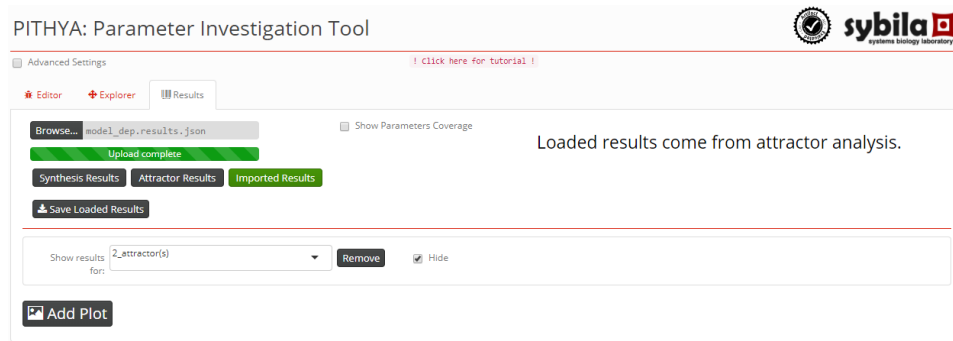 PITHYA: Parameter Investigation Tool
sybila
systems biology laboratory
Advanced Settings
! Click here for tutorial !
Editor
Explorer
Results
Browse... model_dep.results.json
Show Parameters Coverage
Loaded results come from attractor analysis.
Upload complete
Synthesis Results
Attractor Results
Imported Results
Save Loaded Results
Show results for:
2_attractor(s)
Remove
Hide
Add Plot